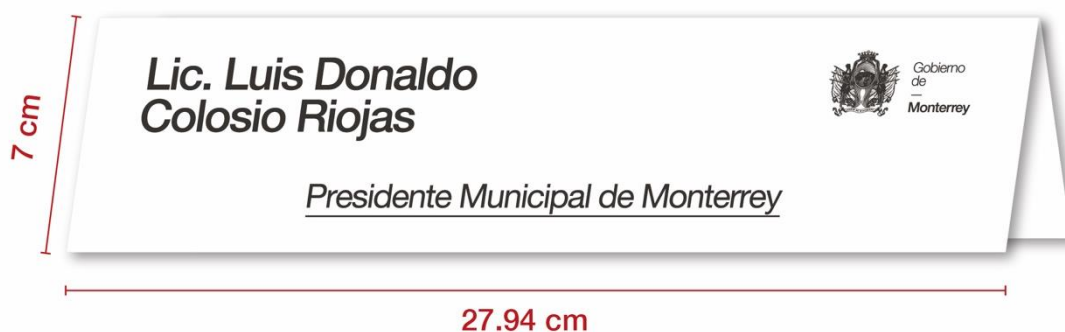 Lic. Luis Donaldo
Colosio Riojas
Gobierno
de
—
Monterrey
Presidente Municipal de Monterrey
7 cm
27.94 cm